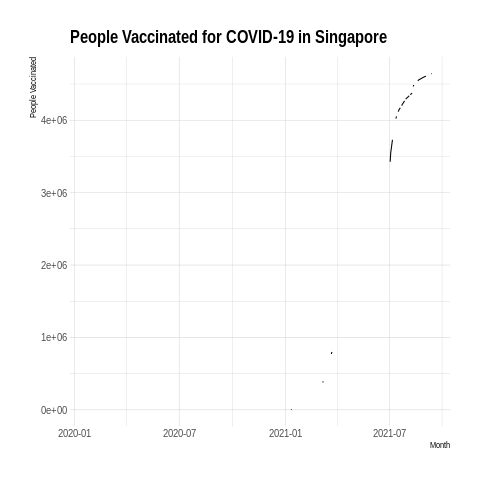 People Vaccinated for COVID-19 in Singapore
People Vaccinated
4e+06
3e+06
2e+06
1e+06
0e+00
2020-01 2020-07 2021-01 2021-07
Month